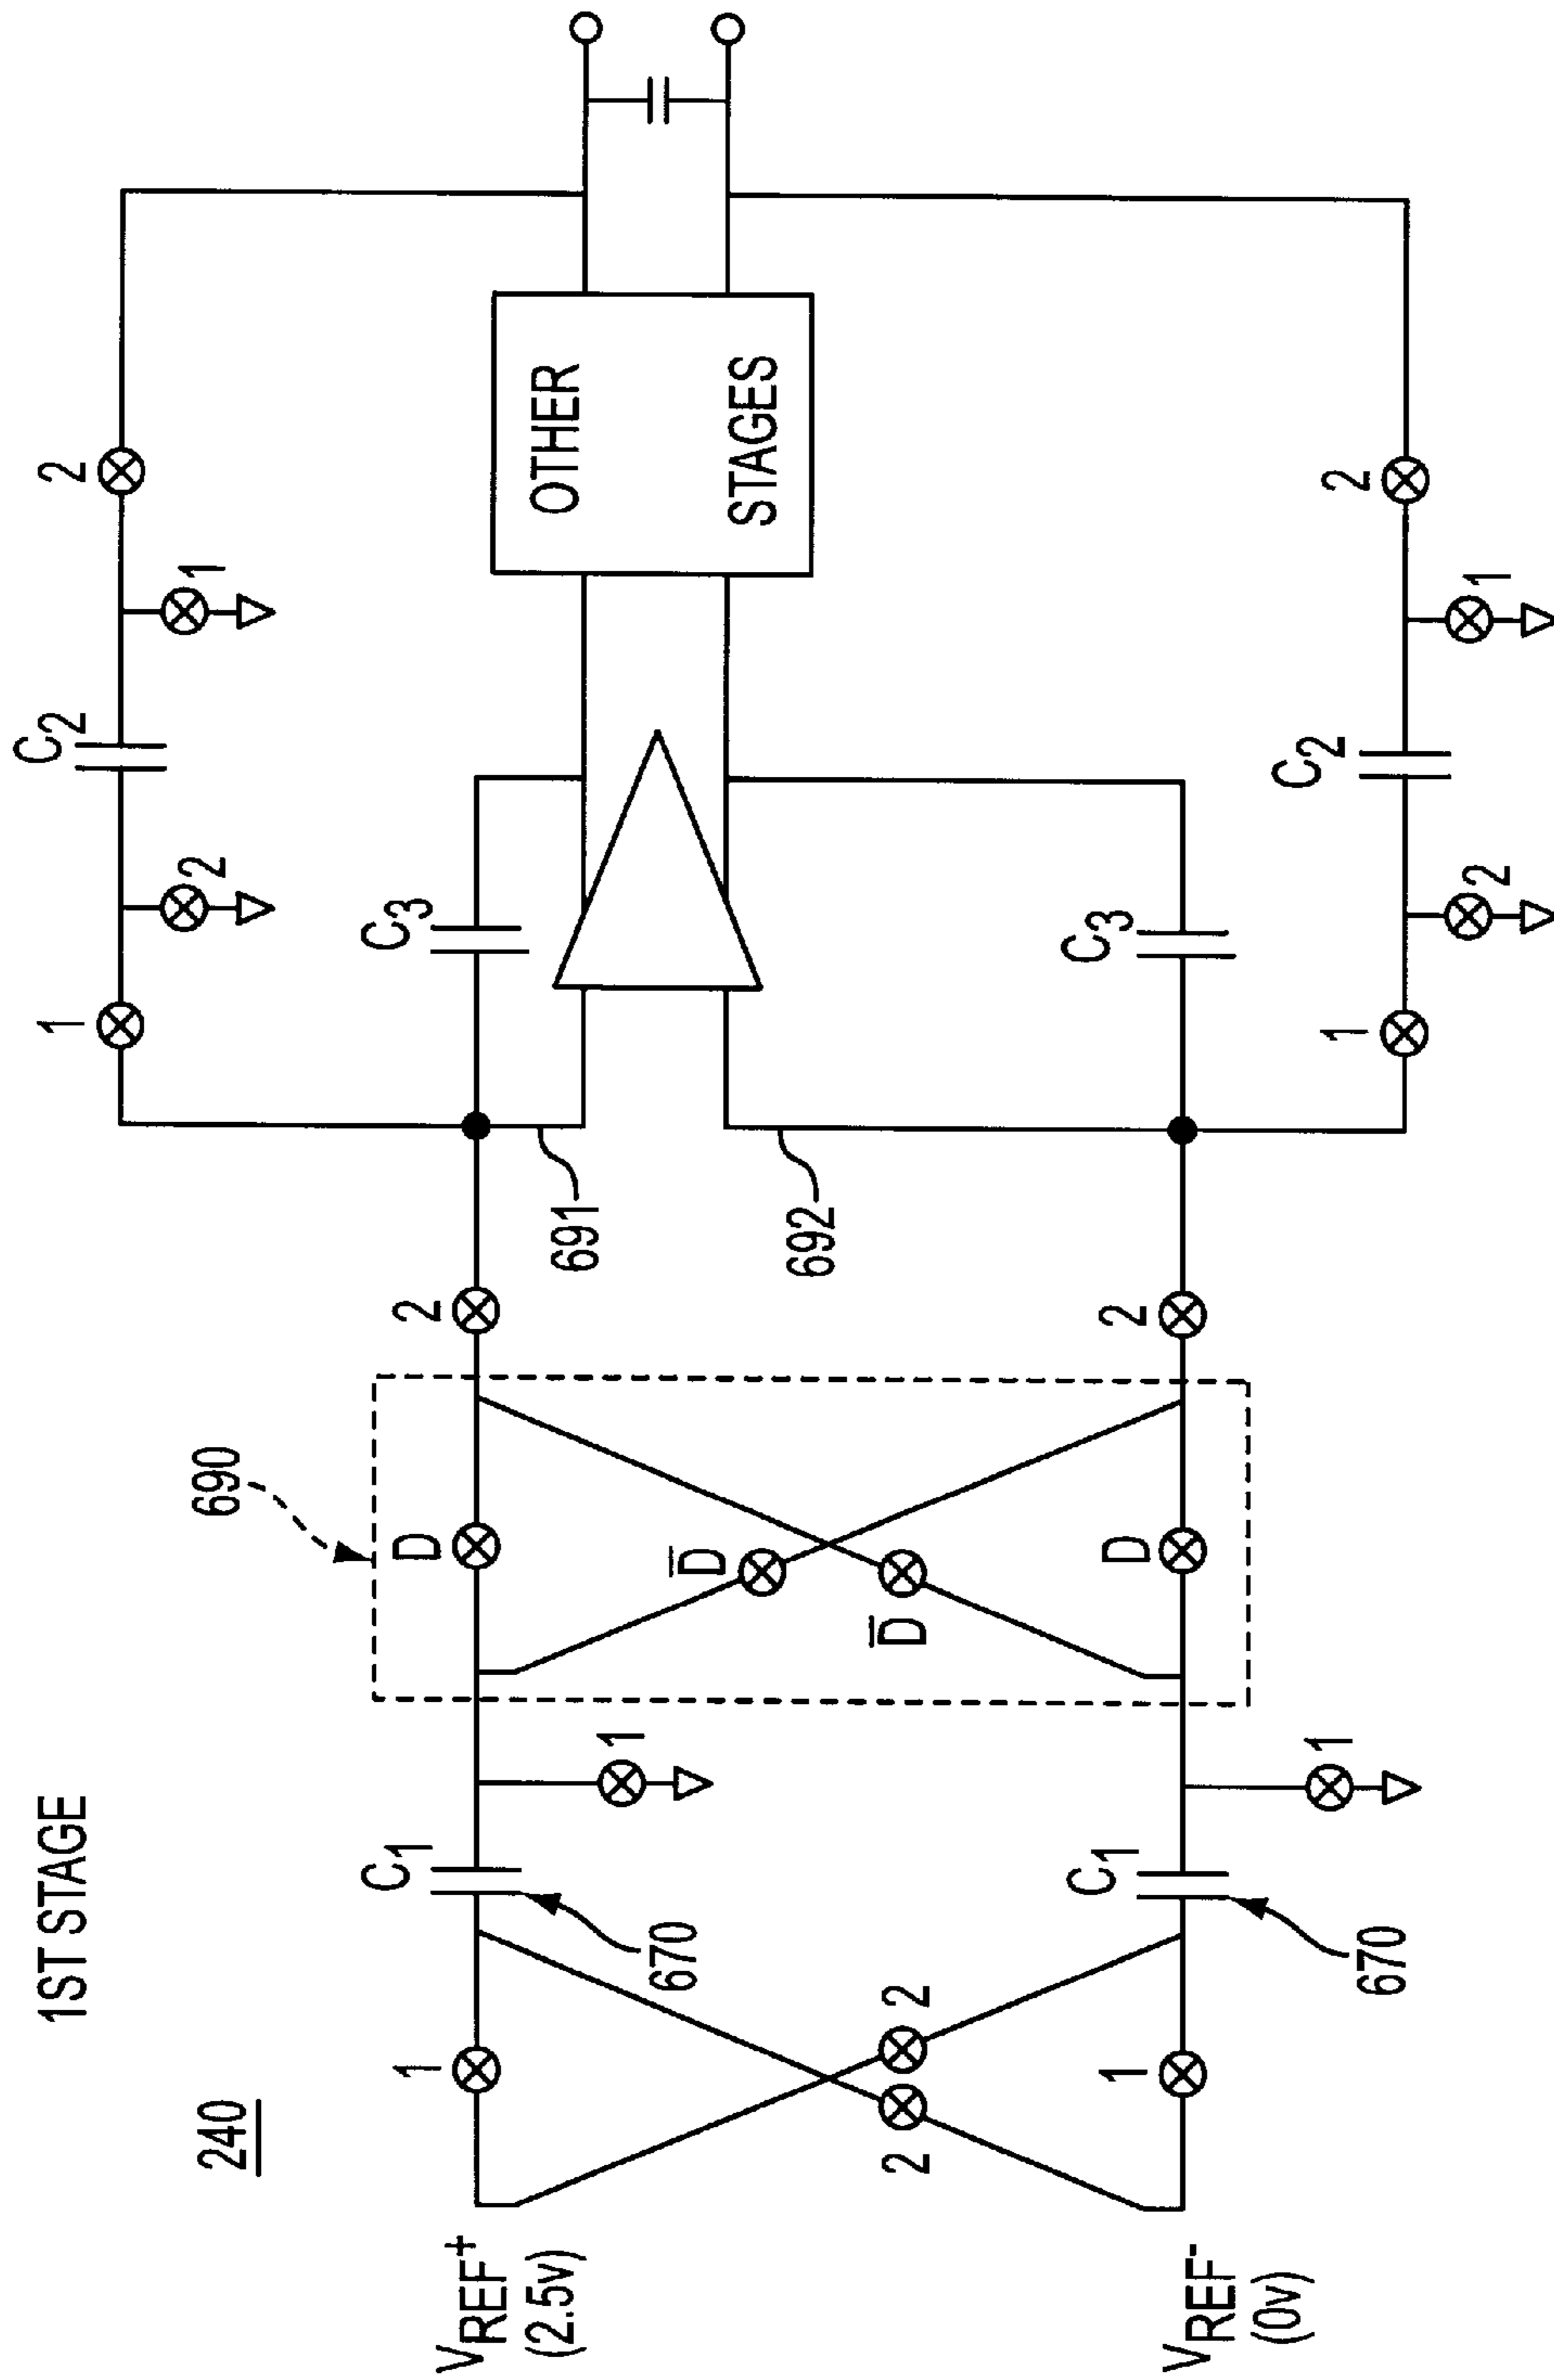 1ST STAGE
240
VREF+
(2.5v)
VREF-
(0v)
1
2
2
1
C1
670
C1
670
1
1
690
D
D̅
D̅
D
2
2
691
692
1
2
C2
1
2
C3
C3
1
2
C2
1
2
OTHER
STAGES